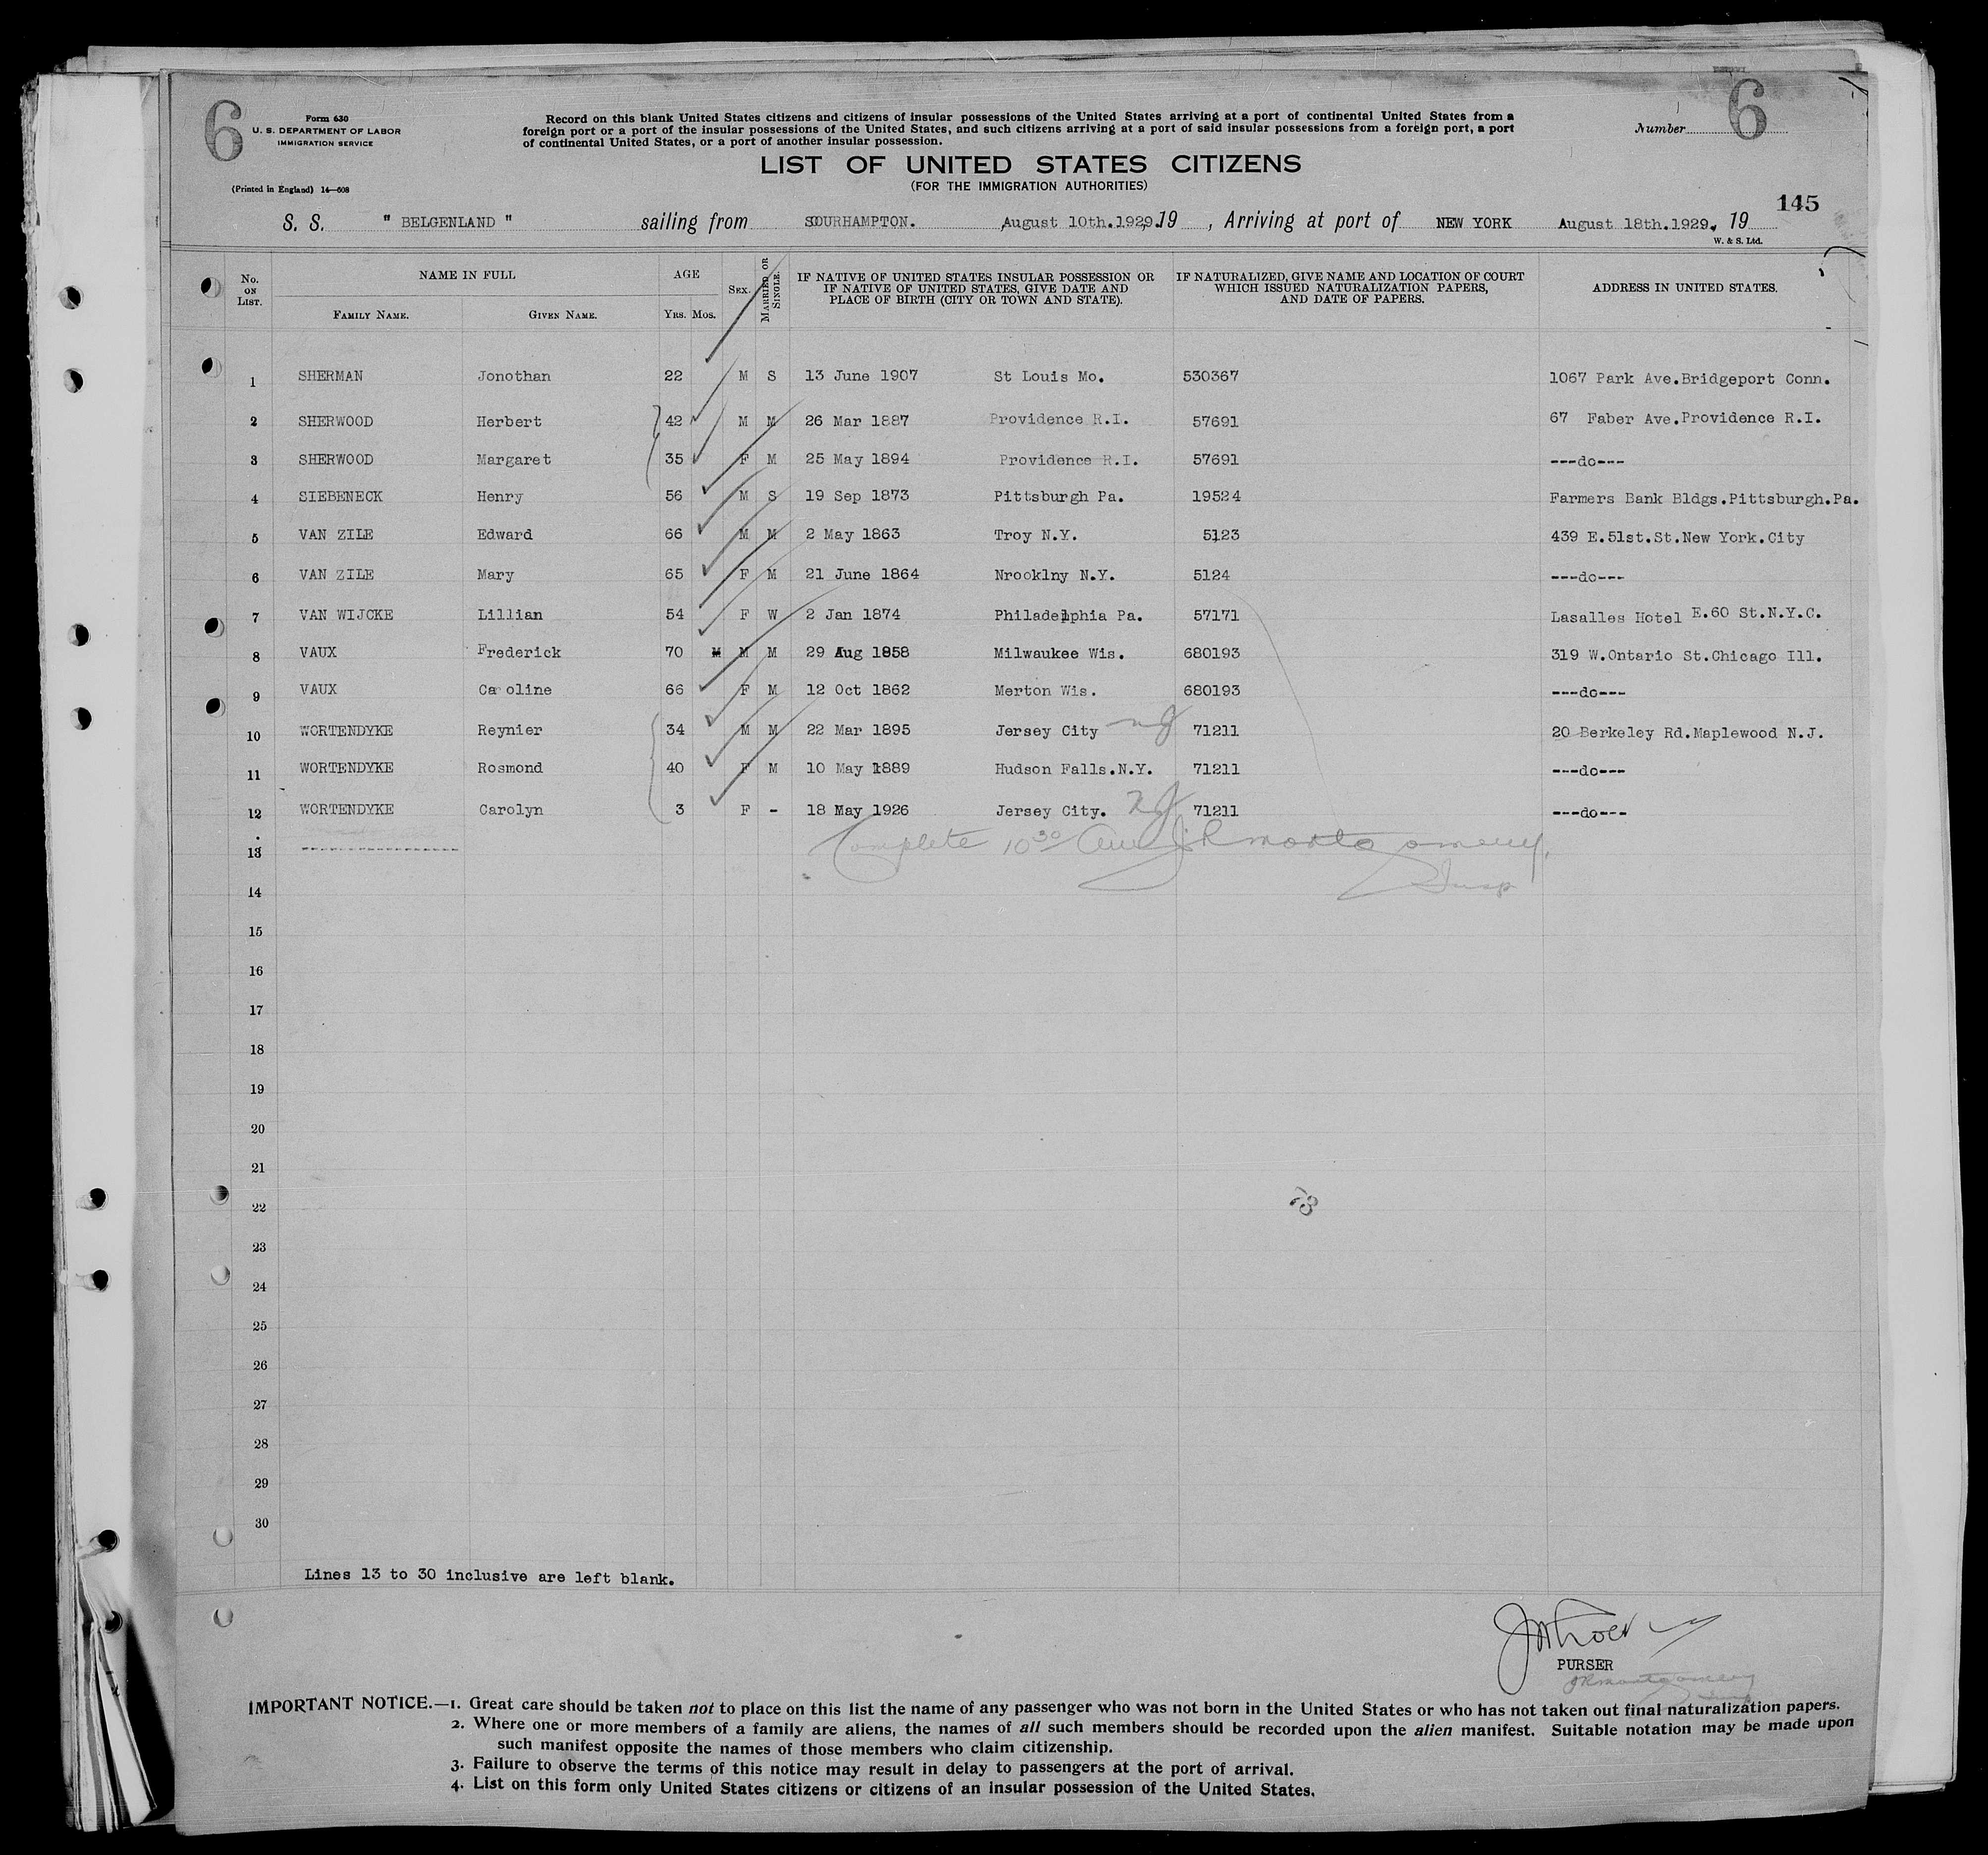 6
Form 630
U. S. DEPARTMENT OF LABOR
IMMIGRATION SERVICE
(Printed in England) 14—608
Record on this blank United States citizens and citizens of insular possessions of the United States arriving at a port of continental United States from a
foreign port or a port of the insular possessions of the United States, and such citizens arriving at a port of said insular possessions from a foreign port, a port
of continental United States, or a port of another insular possession.
Number 6
LIST OF UNITED STATES CITIZENS
(FOR THE IMMIGRATION AUTHORITIES)
145
S. S. " BELGENLAND " sailing from SOURHAMPTON. August 10th.1929. 19 , Arriving at port of NEW YORK August 18th.1929. , 19
W. & S. Ltd.
No. ON LIST. NAME IN FULL AGE SEX. MARRIED OR SINGLE. IF NATIVE OF UNITED STATES INSULAR POSSESSION OR IF NATIVE OF UNITED STATES, GIVE DATE AND PLACE OF BIRTH (CITY OR TOWN AND STATE). IF NATURALIZED, GIVE NAME AND LOCATION OF COURT WHICH ISSUED NATURALIZATION PAPERS, AND DATE OF PAPERS. ADDRESS IN UNITED STATES.
FAMILY NAME. GIVEN NAME. YRS. MOS.
1 SHERMAN Jonothan 22 M S 13 June 1907 St Louis Mo. 530367 1067 Park Ave.Bridgeport Conn.
2 SHERWOOD Herbert 42 M M 26 Mar 1887 Providence R.I. 57691 67 Faber Ave.Providence R.I.
3 SHERWOOD Margaret 35 F M 25 May 1894 Providence R.I. 57691 ---do---
4 SIEBENECK Henry 56 M S 19 Sep 1873 Pittsburgh Pa. 19524 Farmers Bank Bldgs.Pittsburgh.Pa.
5 VAN ZILE Edward 66 M M 2 May 1863 Troy N.Y. 5123 439 E.51st.St.New York.City
6 VAN ZILE Mary 65 F M 21 June 1864 Nrooklny N.Y. 5124 ---do---
7 VAN WIJCKE Lillian 54 F W 2 Jan 1874 Philadelphia Pa. 57171 Lasalles Hotel E.60 St.N.Y.C.
8 VAUX Frederick 70 M M M 29 Aug 1858 Milwaukee Wis. 680193 319 W.Ontario St.Chicago Ill.
9 VAUX Ca oline 66 F M 12 Oct 1862 Merton Wis. 680193 ---do---
10 WORTENDYKE Reynier 34 M M 22 Mar 1895 Jersey City NJ 71211 20 Berkeley Rd.Maplewood N.J.
11 WORTENDYKE Rosmond 40 F M 10 May 1889 Hudson Falls.N.Y. 71211 ---do---
12 WORTENDYKE Carolyn 3 F - 18 May 1926 Jersey City. NJ 71211 ---do---
13 ----------------- Complete 10 30 am JR montgomery
14 Insp
15
16
17
18
19
20
21
22
23
24
25
26
27
28
29
30
Lines 13 to 30 inclusive are left blank.
PURSER
JR montgomery
Insp
IMPORTANT NOTICE.—1. Great care should be taken not to place on this list the name of any passenger who was not born in the United States or who has not taken out final naturalization papers.
2. Where one or more members of a family are aliens, the names of all such members should be recorded upon the alien manifest. Suitable notation may be made upon
such manifest opposite the names of those members who claim citizenship.
3. Failure to observe the terms of this notice may result in delay to passengers at the port of arrival.
4. List on this form only United States citizens or citizens of an insular possession of the United States.